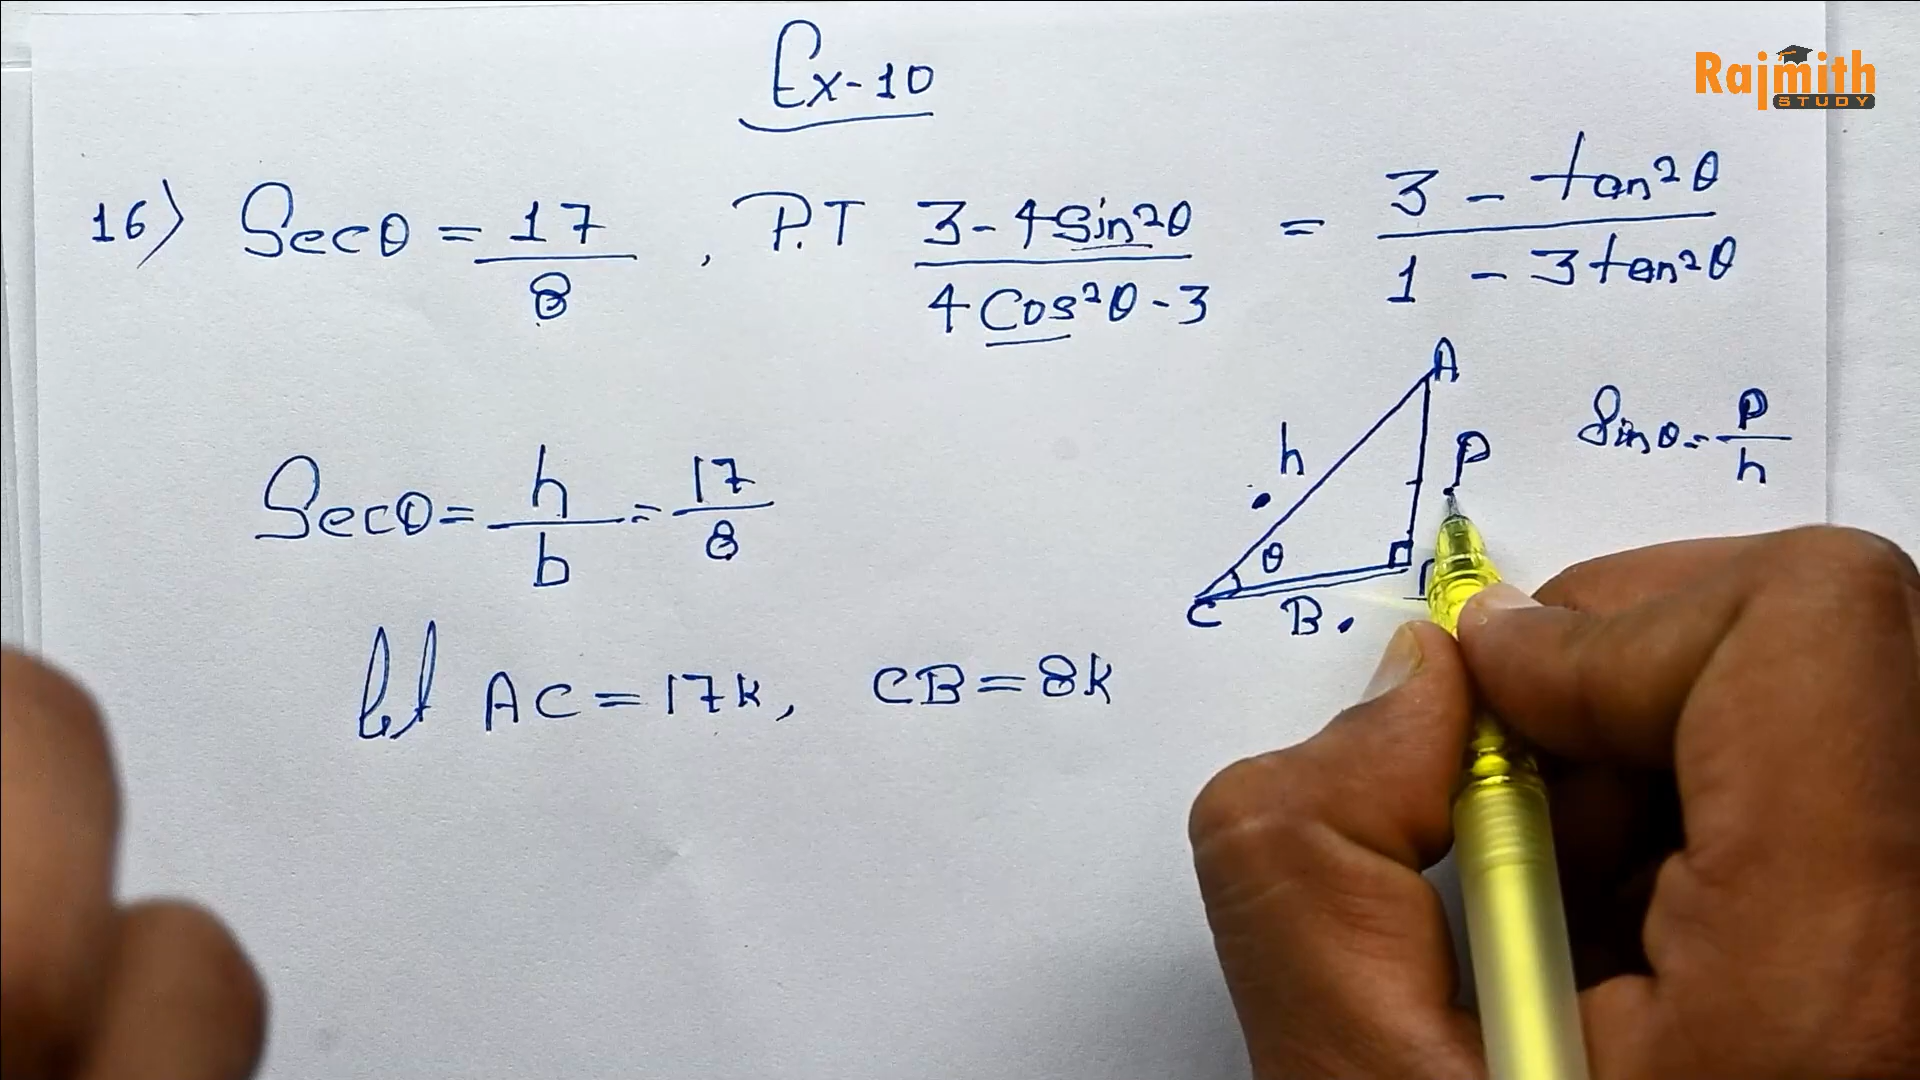 Ex-10
Rajmith
STUDY
16) Secθ = 17/8 , P.T (3 - 4Sin²θ)/(4Cos²θ - 3) = (3 - tan²θ)/(1 - 3tan²θ)
A
h P Sinθ = P/h
Secθ = h/b = 17/8
θ
C B
let AC = 17k, CB = 8k